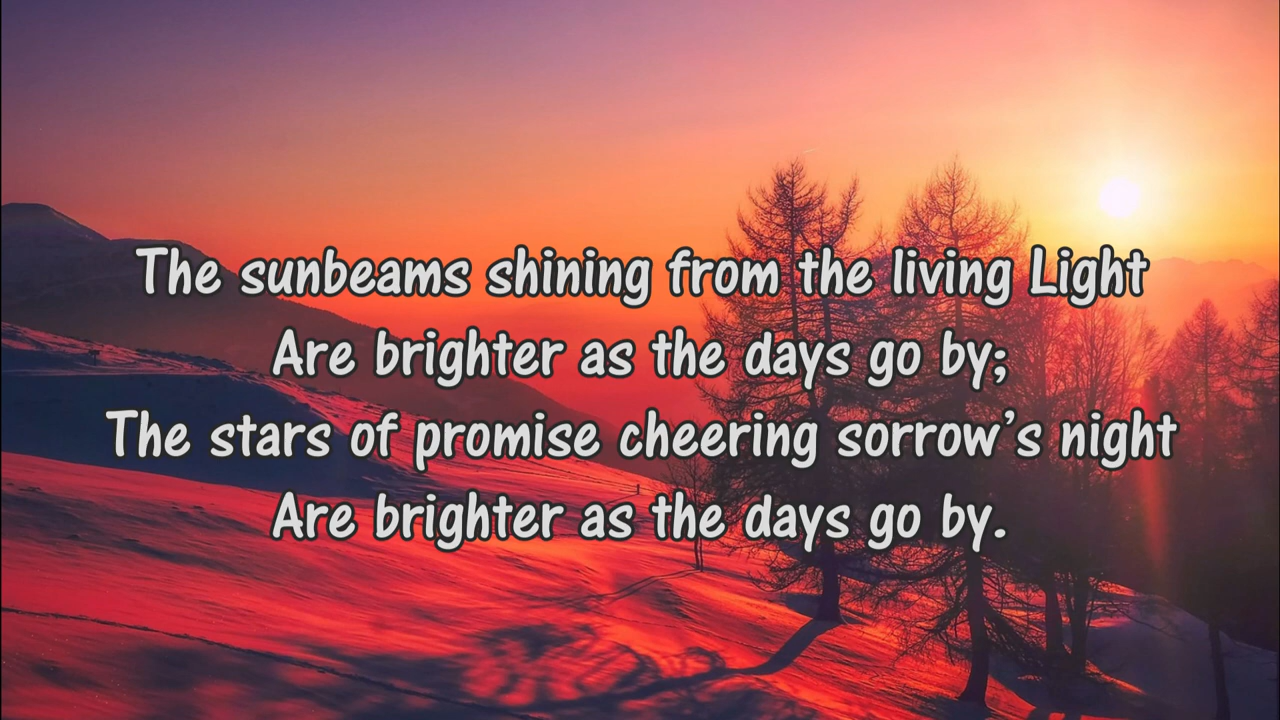 The sunbeams shining from the living Light
Are brighter as the days go by;
The stars of promise cheering sorrow’s night
Are brighter as the days go by.